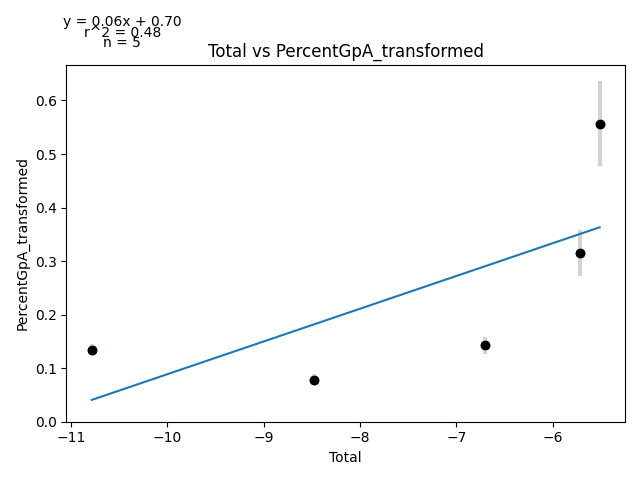 y = 0.06x + 0.70
r^2 = 0.48
n = 5
Total vs PercentGpA_transformed
PercentGpA_transformed
0.6
0.5
0.4
0.3
0.2
0.1
0.0
−11
−10
−9
−8
−7
−6
Total